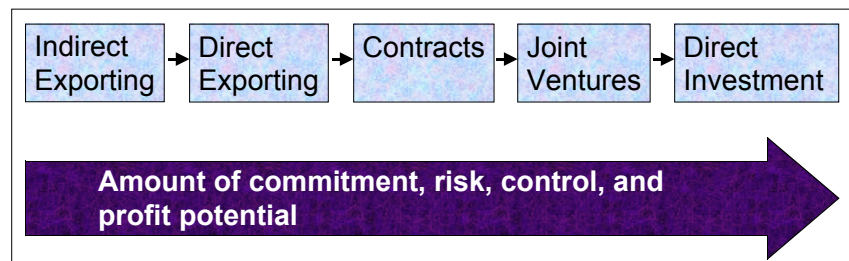 Indirect
Exporting
Direct
Exporting
Contracts
Joint
Ventures
Direct
Investment
Amount of commitment, risk, control, and
profit potential